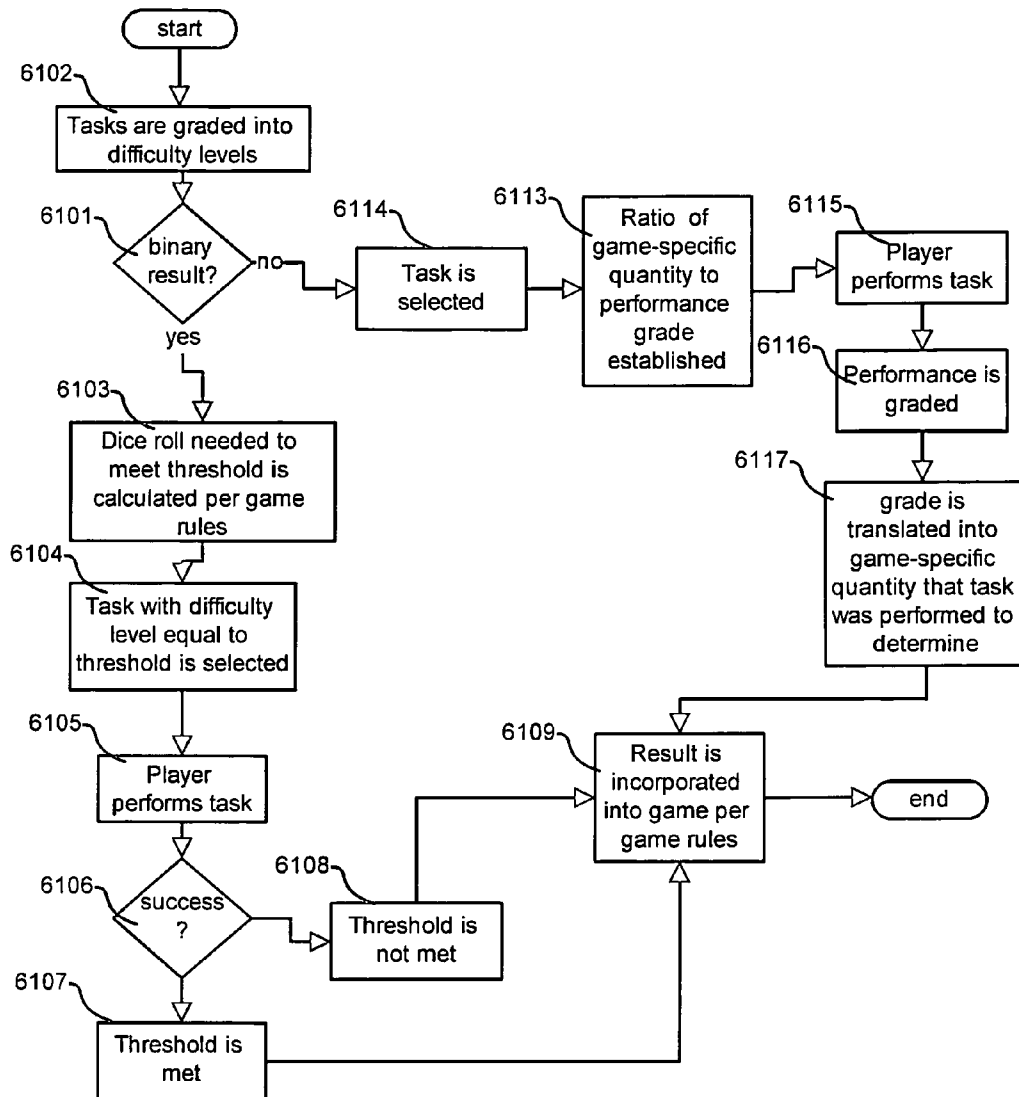 start
6102
Tasks are graded into
difficulty levels
6101
binary
result?
no
yes
6114
Task is
selected
6113
Ratio of
game-specific
quantity to
performance
grade
established
6115
Player
performs task
6116
Performance is
graded
6117
grade is
translated into
game-specific
quantity that task
was performed to
determine
6103
Dice roll needed to
meet threshold is
calculated per game
rules
6104
Task with difficulty
level equal to
threshold is selected
6105
Player
performs task
6106
success
?
6108
Threshold is
not met
6107
Threshold is
met
6109
Result is
incorporated
into game per
game rules
end